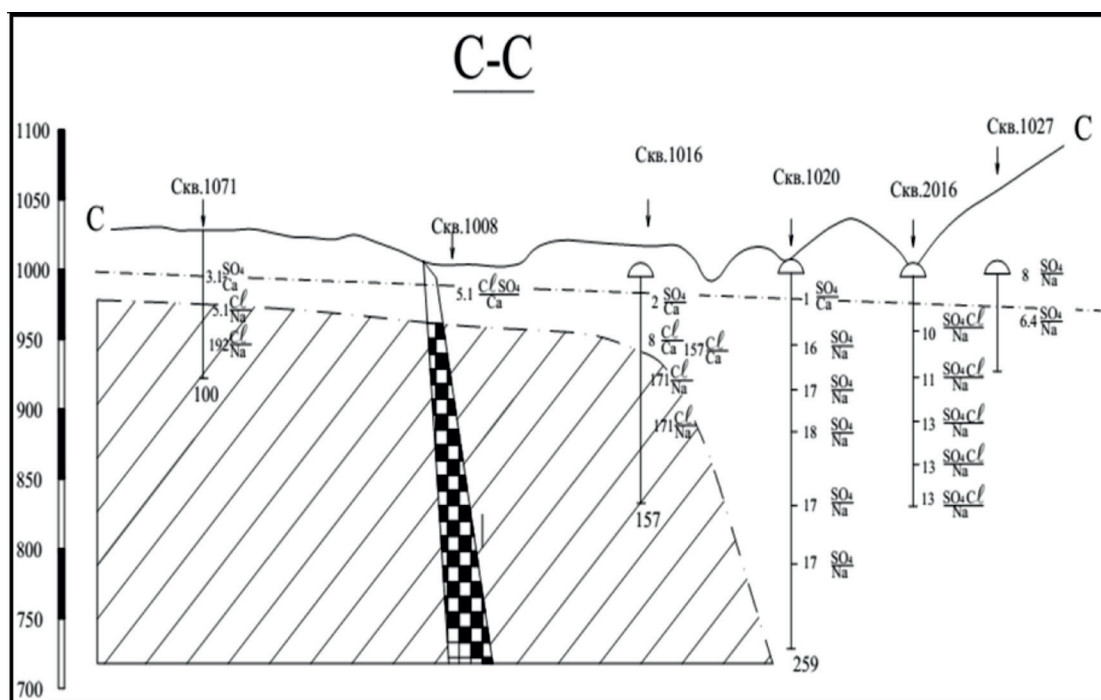 С-С
1100
1050
1000
950
900
850
800
750
700
С
С
Скв.1071
3.1 SO₄
Ca
5.1 Cl
Na
192 Cl
Na
100
Скв.1008
5.1 Cl SO₄
Ca
Скв.1016
2 SO₄
Ca
8 Cl
Ca
157 Cl
Ca
171 Cl
Na
171 Cl
Na
157
Скв.1020
1 SO₄
Ca
16 SO₄
Na
17 SO₄
Na
18 SO₄
Na
17 SO₄
Na
17 SO₄
Na
259
Скв.2016
10 SO₄Cl
Na
11 SO₄Cl
Na
13 SO₄Cl
Na
13 SO₄Cl
Na
13 SO₄Cl
Na
Скв.1027
8 SO₄
Na
6.4 SO₄
Na